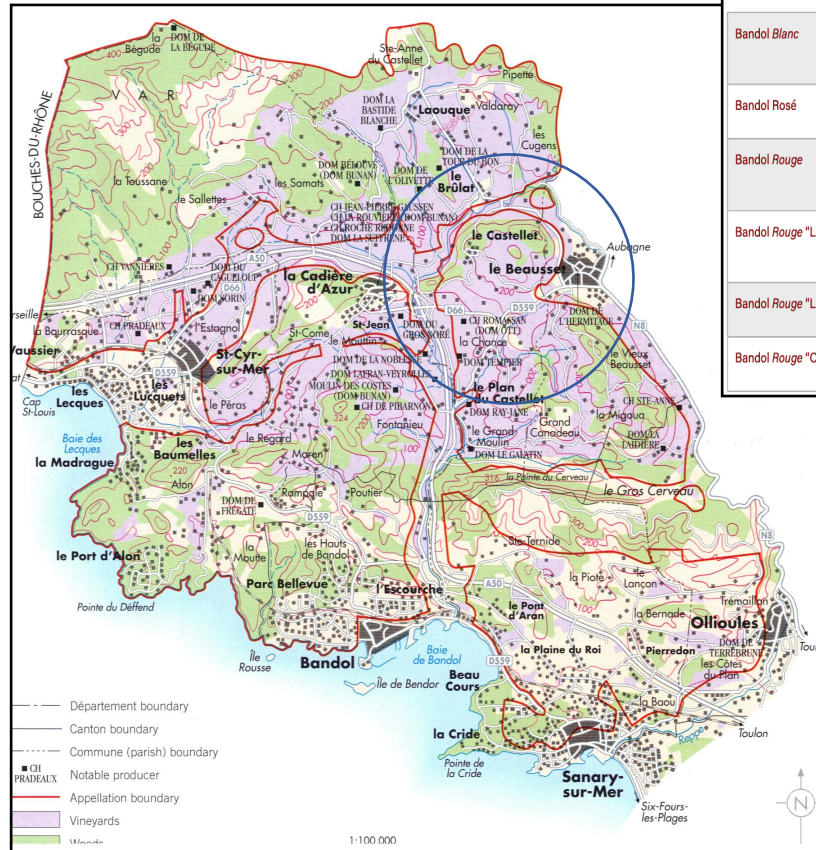 la Bégude
DOM DE
LA BÉGUDE
Ste-Anne
du Castellet
Pipette
V A R
BOUCHES-DU-RHÔNE
DOM LA
BASTIDE
BLANCHE
Laouque
Valdaray
les
Cugens
DOM DE LA
TOUR DU BON
la Toussane
DOM BÉLOUVÉ
(DOM BUNAN)
DOM DE
L'OLIVETTE
le
Brûlat
le Sallettes
les Samats
CH JEAN-PIERRE GAUSSEN
CH LA ROUVIÈRE (DOM BUNAN)
CH ROCHE REDONNE
DOM LA SUFFRÈNE
le Castellet
le Beausset
Aubagne
CH VANNIÈRES
A50
DOM DU
CAGUELOUP
D66
DOM SORIN
la Cadière
d'Azur
D66
D559
DOM DE
L'HERMITAGE
N8
la Bourrasque
CH PRADEAUX
l'Estagnol
St-Côme
St-Jean
le Mouttin
DOM DU
GROS NORÉ
CH ROMASSAN
(DOM OTT)
la Chance
le Vieux
Beausset
D559
St-Cyr-
sur-Mer
DOM DE LA NOBLESSE
DOM LAFRAN-VEYROLLES
MOULIN DES COSTES
(DOM BUNAN)
CH DE PIBARNON
DOM TEMPIER
le Plan
du Castellet
DOM RAY-JANE
CH STE-ANNE
Cap
St-Louis
les
Lecques
les
Lucquets
le Péras
324
Fontanieu
le Grand
Moulin
Grand
Canadeau
la Migoua
DOM LA
LAIDIÈRE
Baie des
Lecques
la Madrague
les
Baumelles
le Regard
Maren
DOM LE GALATIN
la Pointe du Cerveau
le Gros Cerveau
220
Alon
DOM DE
FRÉGATE
Rampale
Poutier
316
D559
le Port d'Alon
la
Moutte
les Hauts
de Bandol
Ste-Ternide
N8
Pointe du Déffend
Parc Bellevue
l'Escourche
A50
la Piote
le
Lançon
Trémaillon
le Pont
d'Aran
la Bernade
Ollioules
Île
Rousse
Bandol
Baie
de Bandol
D559
la Plaine du Roi
Pierredon
DOM DE
TERREBRUNE
les Côtes
du Plan
Île de Bendor
Beau
Cours
la Baou
la Cride
Reppe
Toulon
Pointe de
la Cride
Sanary-
sur-Mer
Six-Fours-
les-Plages
Département boundary
Canton boundary
Commune (parish) boundary
CH
PRADEAUX
Notable producer
Appellation boundary
Vineyards
1:100,000
N
Bandol Blanc
Bandol Rosé
Bandol Rouge
Bandol Rouge "L
Bandol Rouge "L